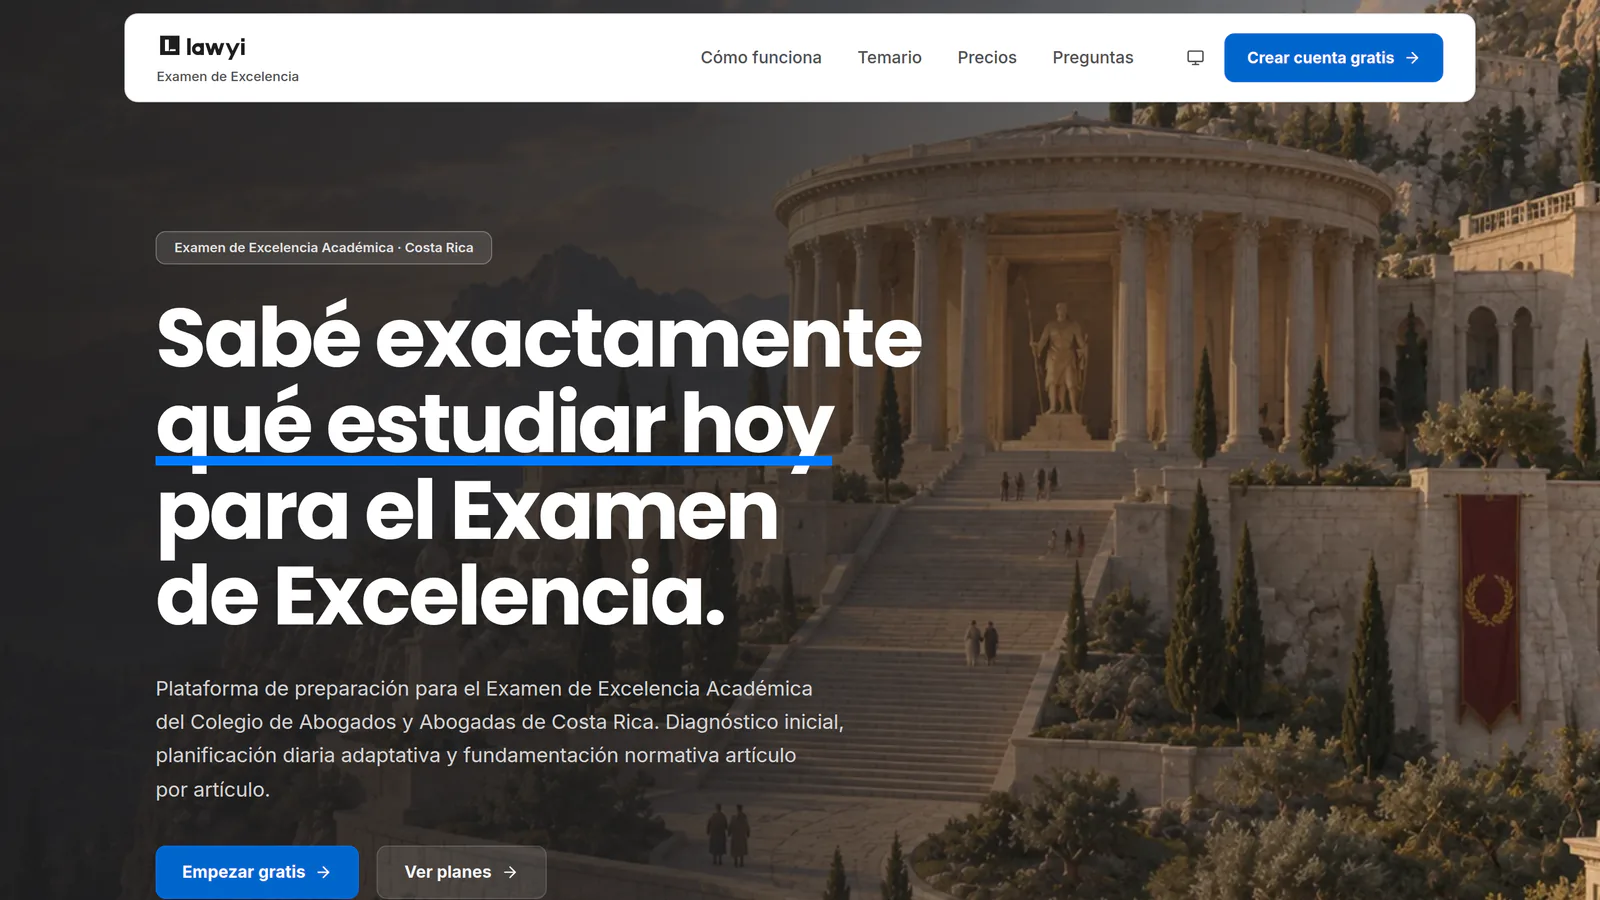 lawyi
Examen de Excelencia
Cómo funciona
Temario
Precios
Preguntas
Crear cuenta gratis →
Examen de Excelencia Académica · Costa Rica
Sabé exactamente
qué estudiar hoy
para el Examen
de Excelencia.
Plataforma de preparación para el Examen de Excelencia Académica
del Colegio de Abogados y Abogadas de Costa Rica. Diagnóstico inicial,
planificación diaria adaptativa y fundamentación normativa artículo
por artículo.
Empezar gratis →
Ver planes →